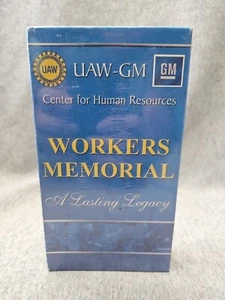 UAW
UAW-GM
GM
Center for Human Resources
WORKERS
MEMORIAL
A Lasting Legacy